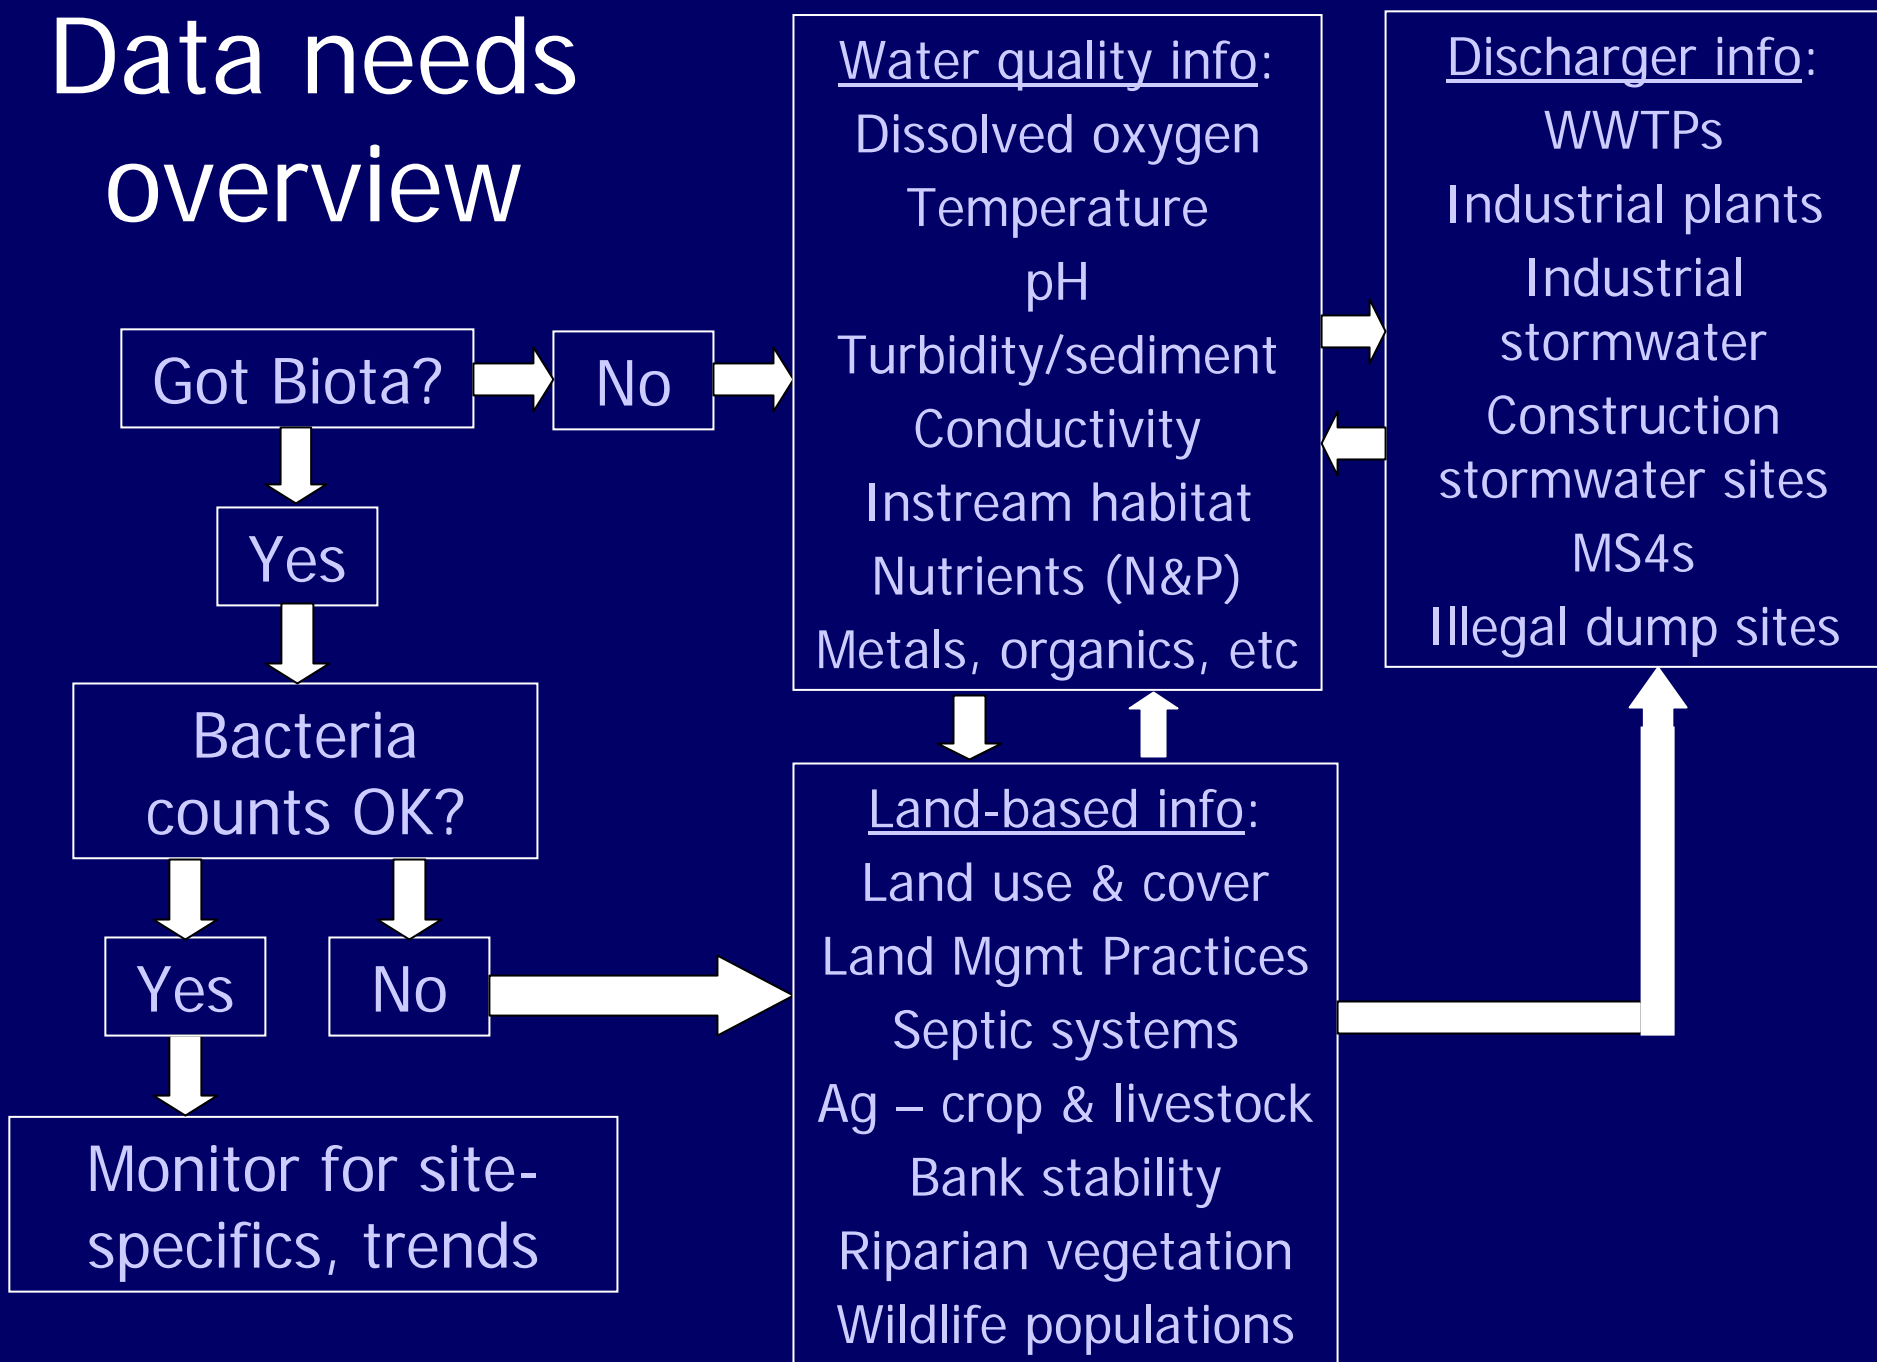 Data needs
overview
Got Biota?
No
Yes
Bacteria
counts OK?
Yes
No
Monitor for site-
specifics, trends
Water quality info:
Dissolved oxygen
Temperature
pH
Turbidity/sediment
Conductivity
Instream habitat
Nutrients (N&P)
Metals, organics, etc
Discharger info:
WWTPs
Industrial plants
Industrial
stormwater
Construction
stormwater sites
MS4s
Illegal dump sites
Land-based info:
Land use & cover
Land Mgmt Practices
Septic systems
Ag – crop & livestock
Bank stability
Riparian vegetation
Wildlife populations